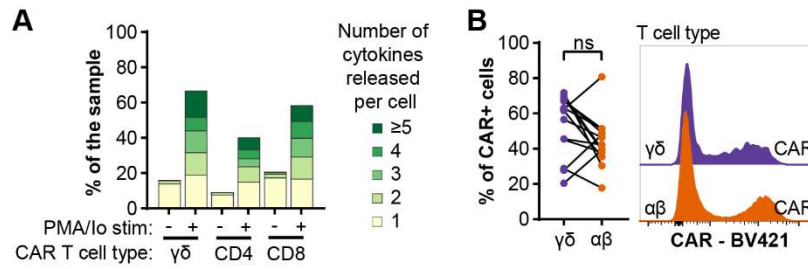 A
% of the sample
100
80
60
40
20
0
PMA/Io stim: - + - + - +
CAR T cell type: γδ CD4 CD8
Number of
cytokines
released
per cell
≥5
4
3
2
1
B
% of CAR+ cells
100
80
60
40
20
0
ns
γδ αβ
T cell type
γδ CAR
αβ CAR
CAR - BV421